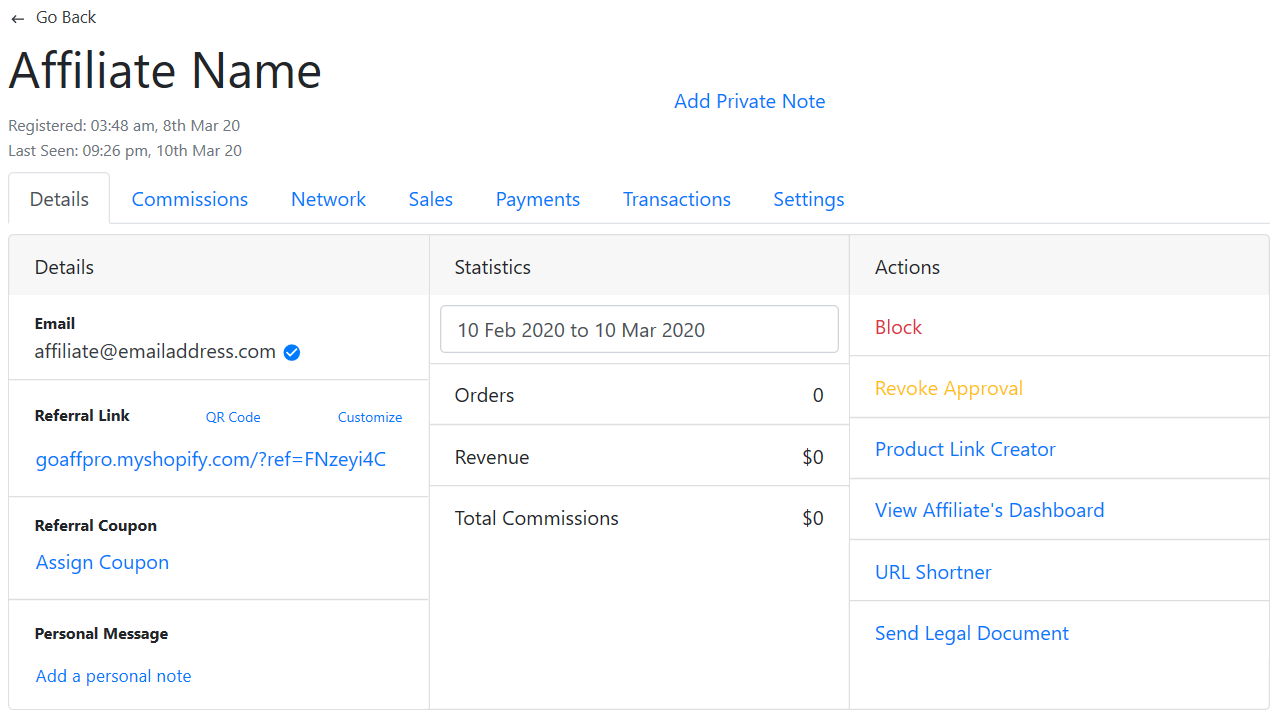 ← Go Back
Affiliate Name
Add Private Note
Registered: 03:48 am, 8th Mar 20
Last Seen: 09:26 pm, 10th Mar 20
Details Commissions Network Sales Payments Transactions Settings
Details
Email
affiliate@emailaddress.com
Referral Link QR Code Customize
goaffpro.myshopify.com/?ref=FNzeyi4C
Referral Coupon
Assign Coupon
Personal Message
Add a personal note
Statistics
10 Feb 2020 to 10 Mar 2020
Orders 0
Revenue $0
Total Commissions $0
Actions
Block
Revoke Approval
Product Link Creator
View Affiliate's Dashboard
URL Shortner
Send Legal Document